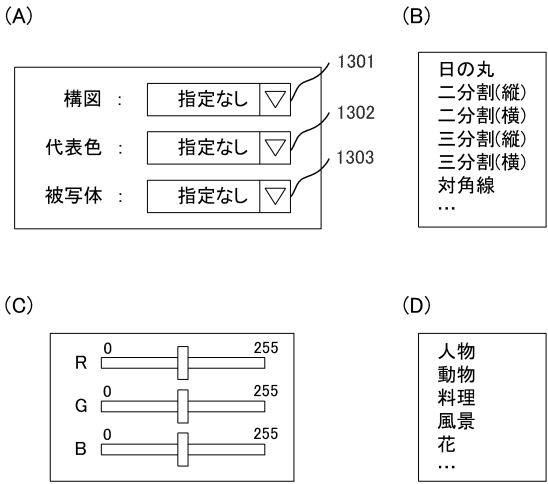 (A)
構図 : 指定なし ▽ 1301
代表色 : 指定なし ▽ 1302
被写体 : 指定なし ▽ 1303
(B)
日の丸
二分割(縦)
二分割(横)
三分割(縦)
三分割(横)
対角線
…
(C)
0 255
R
0 255
G
0 255
B
(D)
人物
動物
料理
風景
花
…